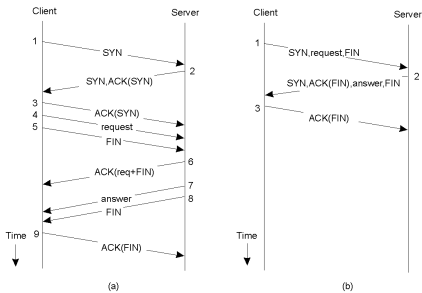 Client
Server
1
SYN
2
SYN,ACK(SYN)
3
ACK(SYN)
4
request
5
FIN
6
ACK(req+FIN)
7
answer
8
FIN
9
Time
ACK(FIN)
(a)
Client
Server
1
SYN,request,FIN
2
SYN,ACK(FIN),answer,FIN
3
ACK(FIN)
Time
(b)